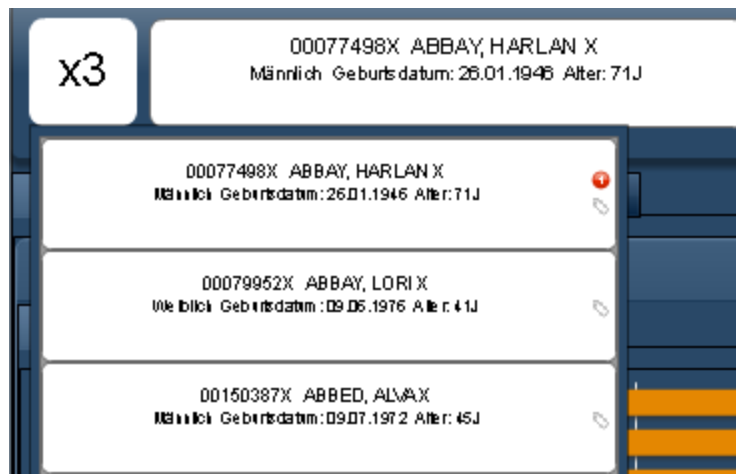 x3
00077498X ABBAY, HARLAN X
Männlich Geburtsdatum: 26.01.1946 Alter: 71J
00077498X ABBAY, HARLAN X
Männlich Geburtsdatum: 26.01.1946 Alter: 71J
00079952X ABBAY, LORI X
Weiblich Geburtsdatum: 09.06.1976 Alter: 41J
00150387X ABBED, ALVA X
Männlich Geburtsdatum: 09.07.1972 Alter: 45J